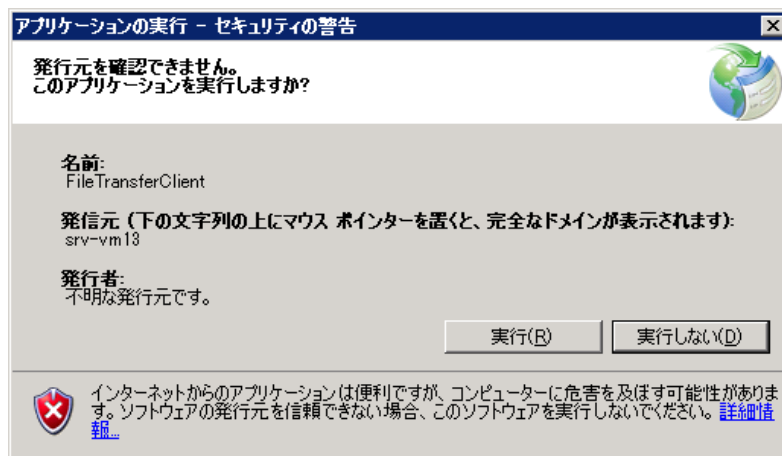 アプリケーションの実行 - セキュリティの警告
発行元を確認できません。
このアプリケーションを実行しますか?
名前:
FileTransferClient
発信元 (下の文字列の上にマウス ポインターを置くと、完全なドメインが表示されます):
srv-vm13
発行者:
不明な発行元です。
実行(R)
実行しない(D)
インターネットからのアプリケーションは便利ですが、コンピューターに危害を及ぼす可能性がありま
す。ソフトウェアの発行元を信頼できない場合、このソフトウェアを実行しないでください。詳細情
報...